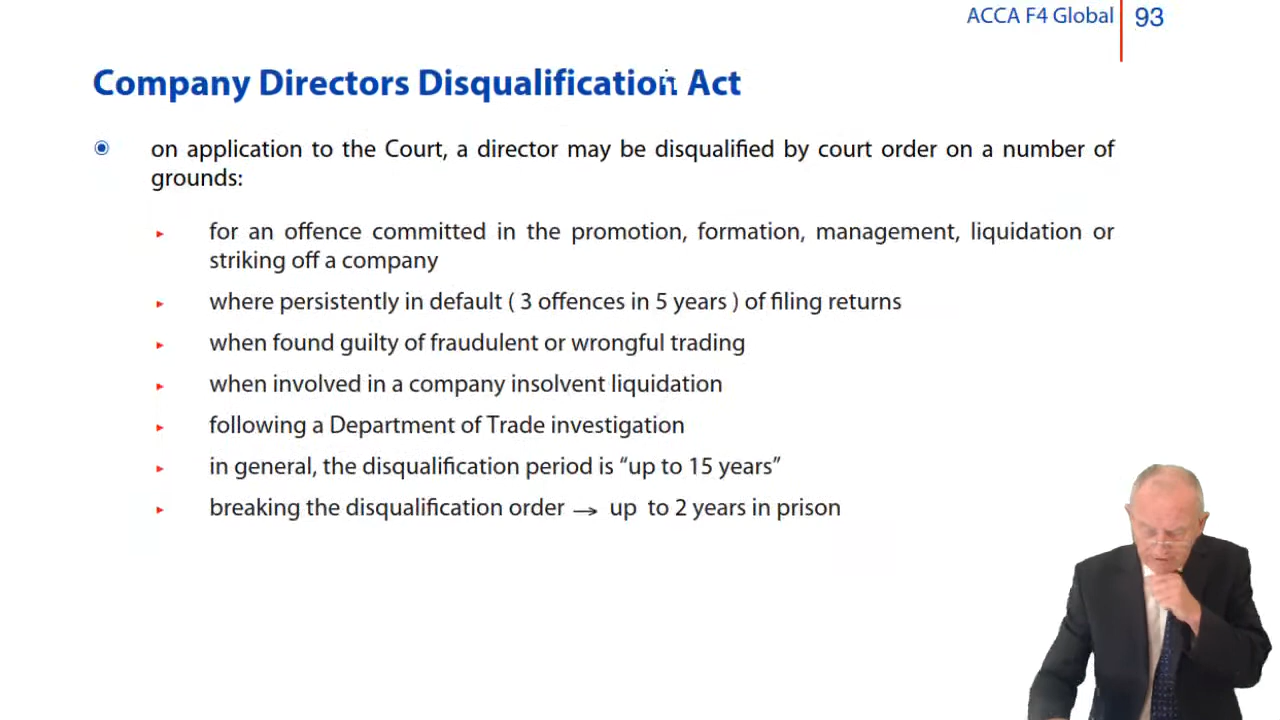 ACCA F4 Global 93
Company Directors Disqualification Act
on application to the Court, a director may be disqualified by court order on a number of
grounds:
for an offence committed in the promotion, formation, management, liquidation or
striking off a company
where persistently in default ( 3 offences in 5 years ) of filing returns
when found guilty of fraudulent or wrongful trading
when involved in a company insolvent liquidation
following a Department of Trade investigation
in general, the disqualification period is “up to 15 years”
breaking the disqualification order → up to 2 years in prison